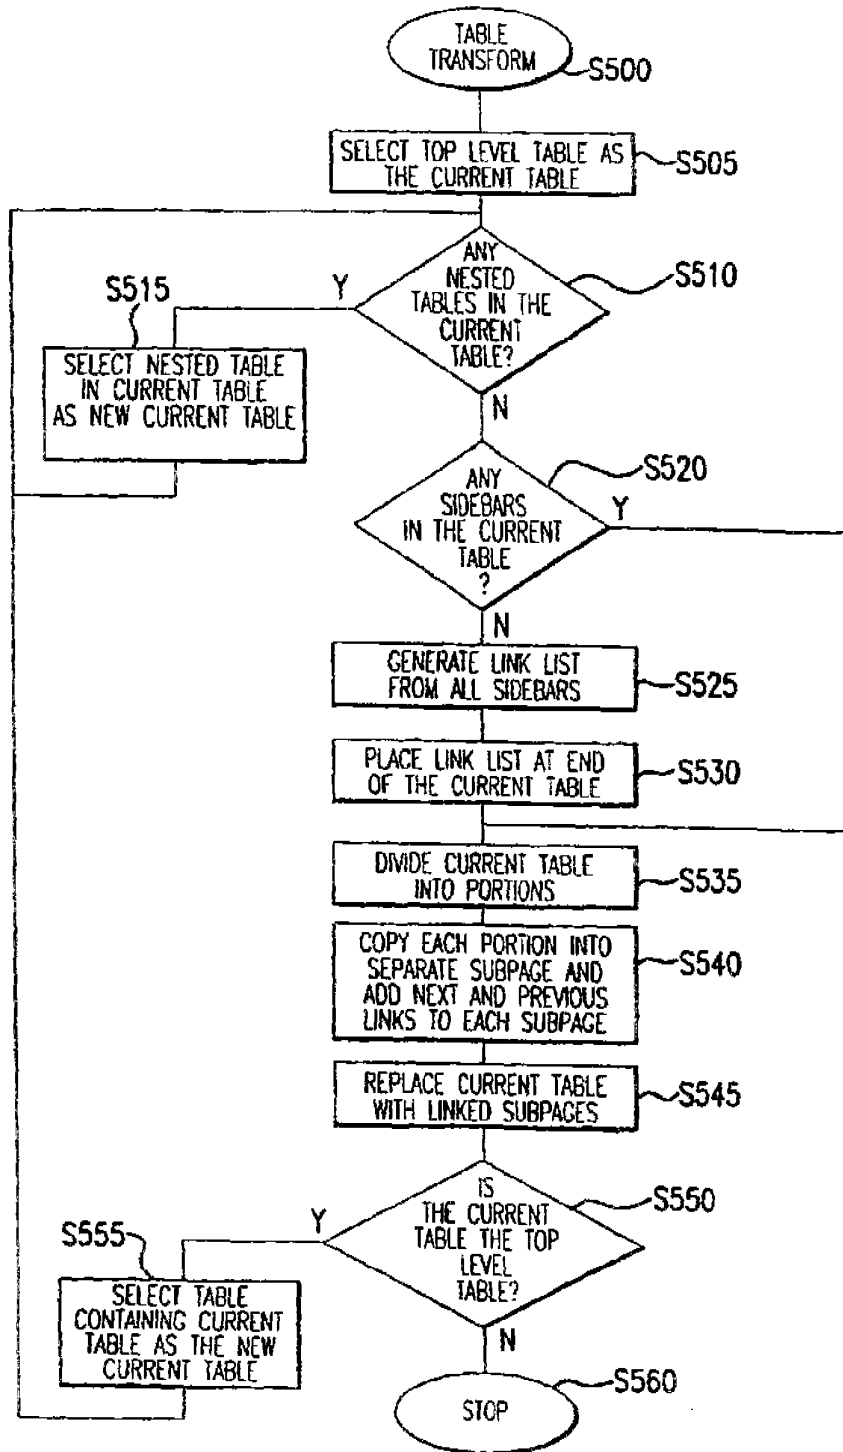 TABLE
TRANSFORM
S500
SELECT TOP LEVEL TABLE AS
THE CURRENT TABLE
S505
ANY
NESTED
TABLES IN THE
CURRENT
TABLE?
S510
Y
N
S515
SELECT NESTED TABLE
IN CURRENT TABLE
AS NEW CURRENT TABLE
ANY
SIDEBARS
IN THE CURRENT
TABLE
?
S520
Y
N
GENERATE LINK LIST
FROM ALL SIDEBARS
S525
PLACE LINK LIST AT END
OF THE CURRENT TABLE
S530
DIVIDE CURRENT TABLE
INTO PORTIONS
S535
COPY EACH PORTION INTO
SEPARATE SUBPAGE AND
ADD NEXT AND PREVIOUS
LINKS TO EACH SUBPAGE
S540
REPLACE CURRENT TABLE
WITH LINKED SUBPAGES
S545
IS
THE CURRENT
TABLE THE TOP
LEVEL
TABLE?
S550
Y
N
S555
SELECT TABLE
CONTAINING CURRENT
TABLE AS THE NEW
CURRENT TABLE
STOP
S560